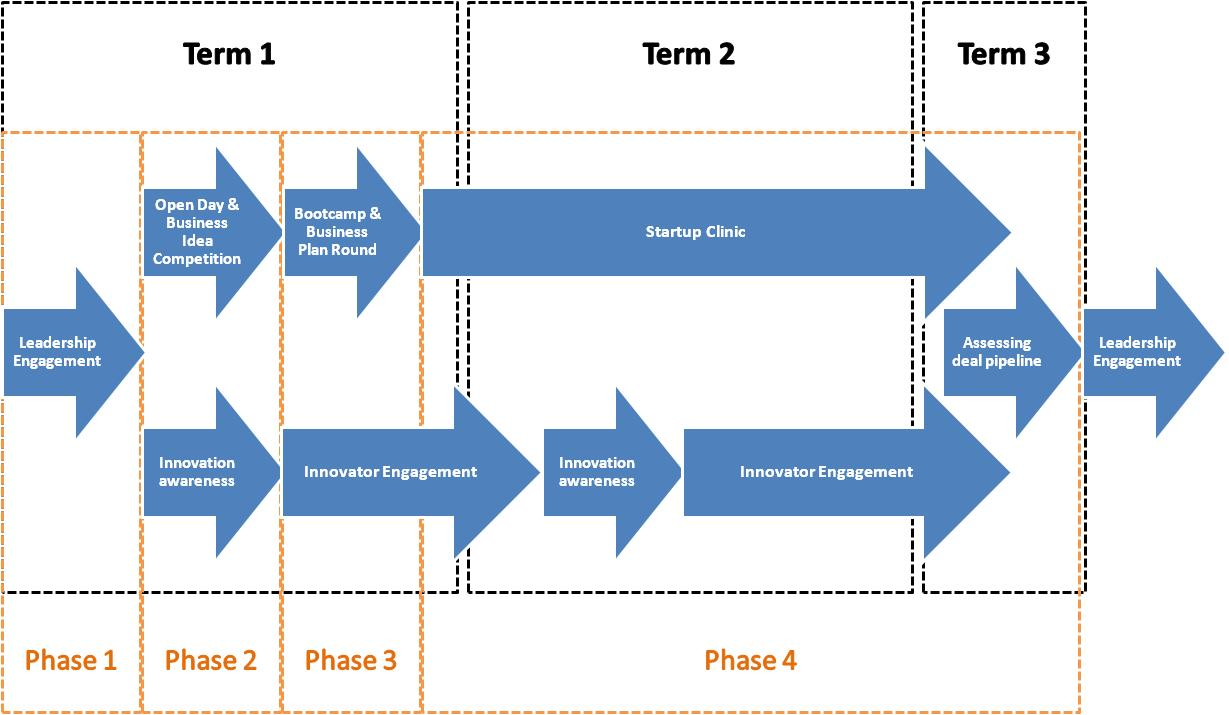 Term 1
Term 2
Term 3
Open Day &
Business
Idea
Competition
Bootcamp &
Business
Plan Round
Startup Clinic
Leadership
Engagement
Assessing
deal pipeline
Leadership
Engagement
Innovation
awareness
Innovator Engagement
Innovation
awareness
Innovator Engagement
Phase 1
Phase 2
Phase 3
Phase 4